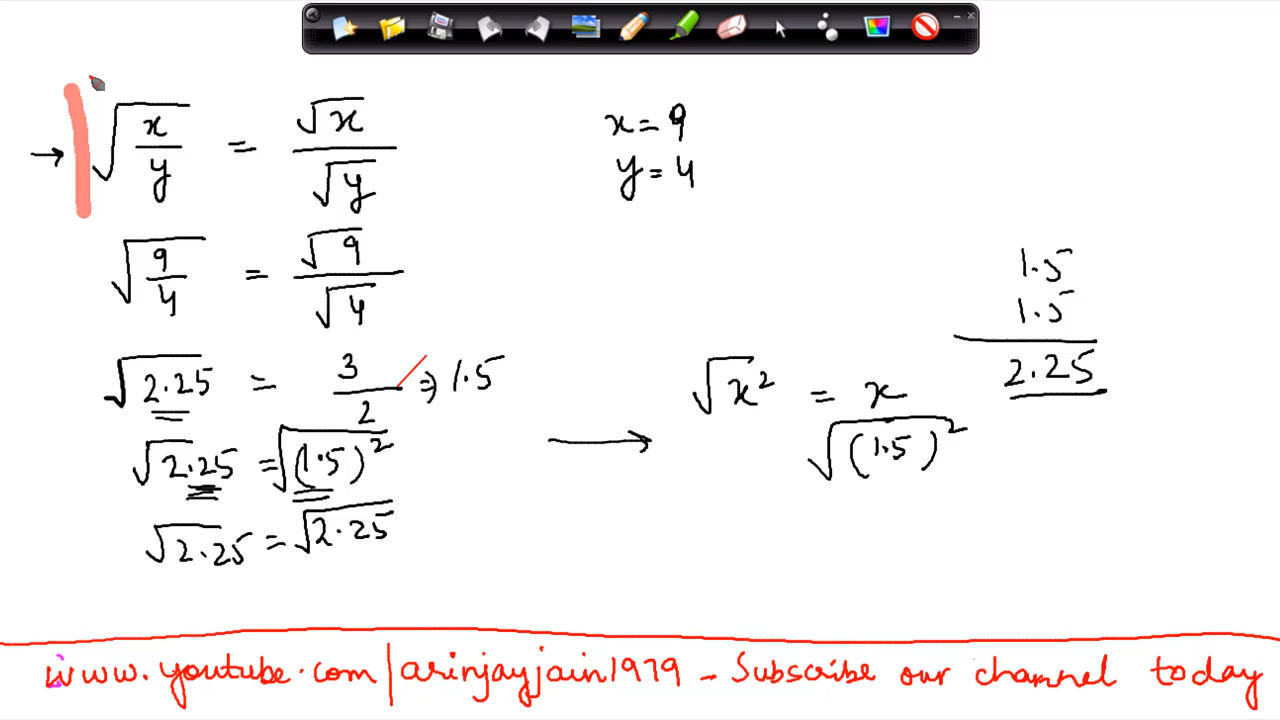 → √(x/y) = √x/√y
x = 9
y = 4
√(9/4) = √9/√4
√2.25 = 3/2 ⇒ 1.5
√2.25 = √(1.5)²
√2.25 = √2.25
→ √x² = x
√(1.5)²
1.5
1.5
2.25
www.youtube.com/arinjayjain1979 - Subscribe our channel today